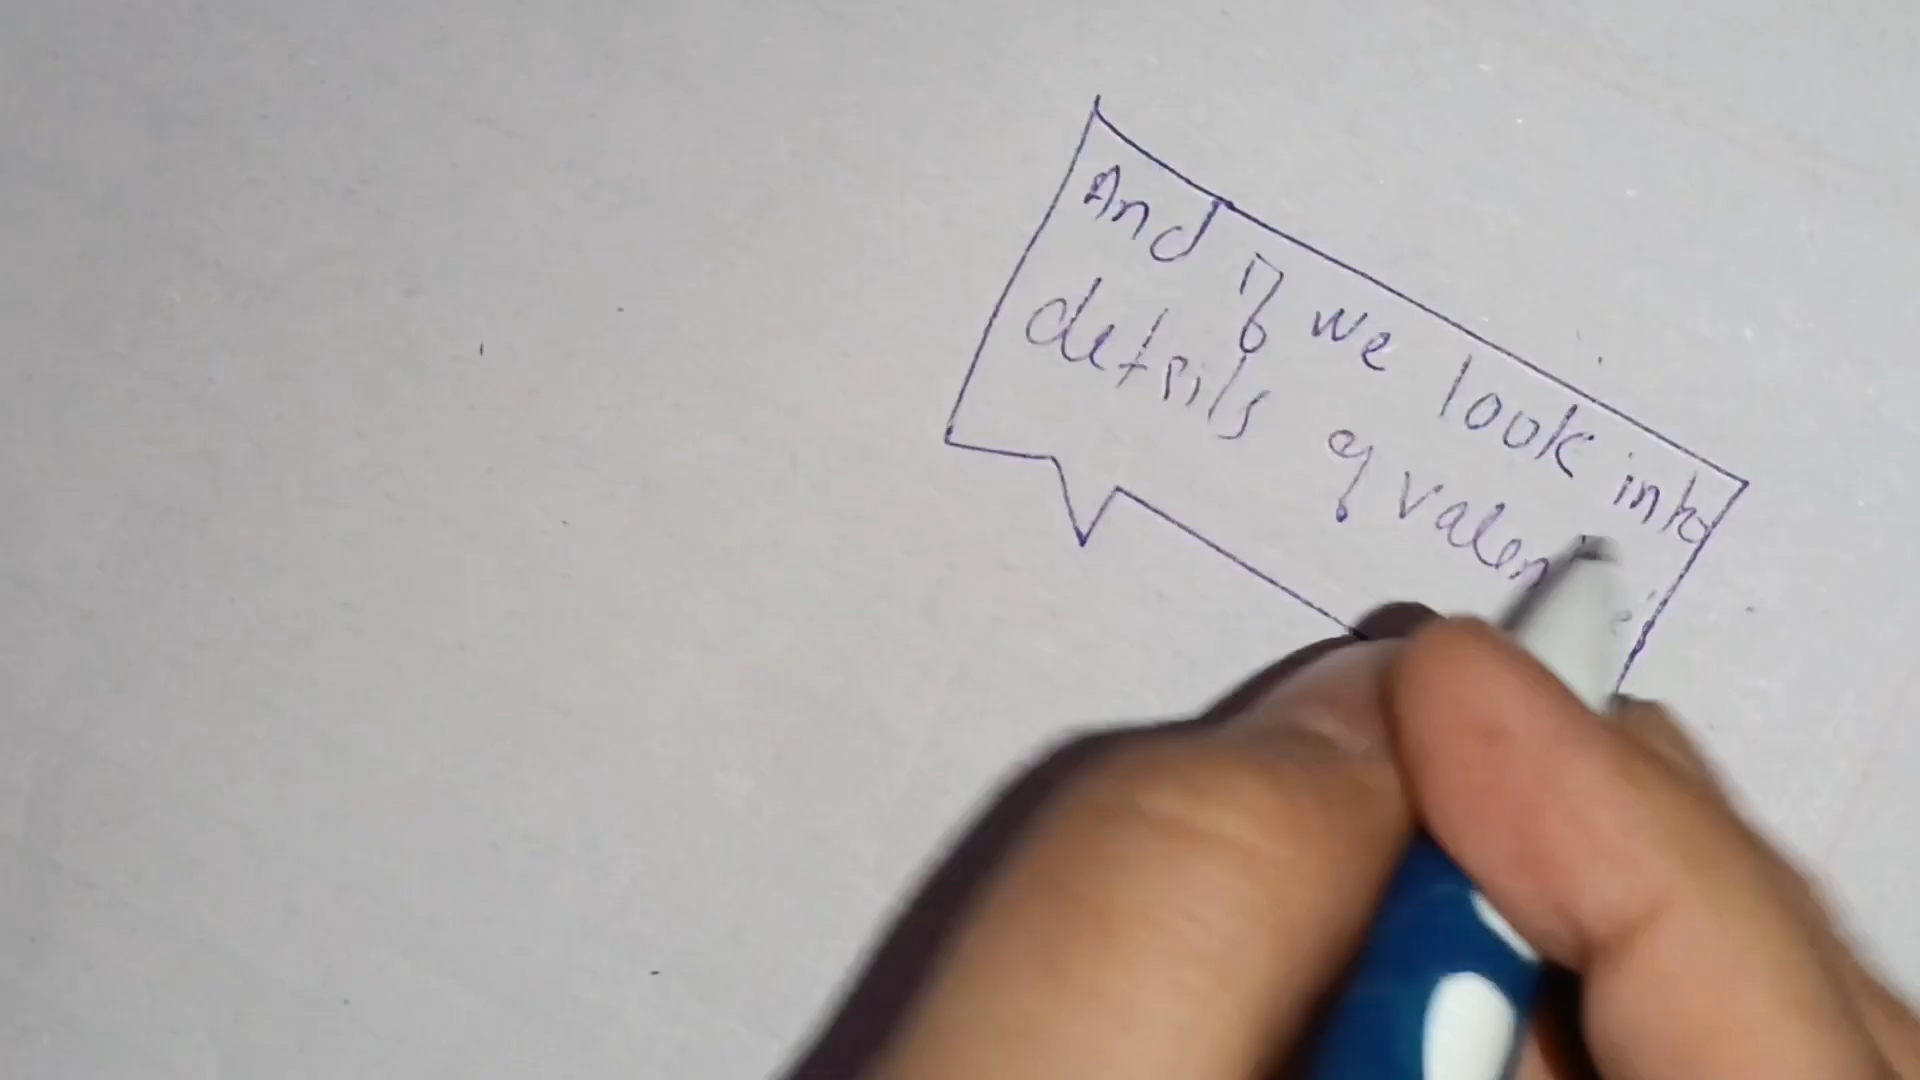 And if we look into
details of valen